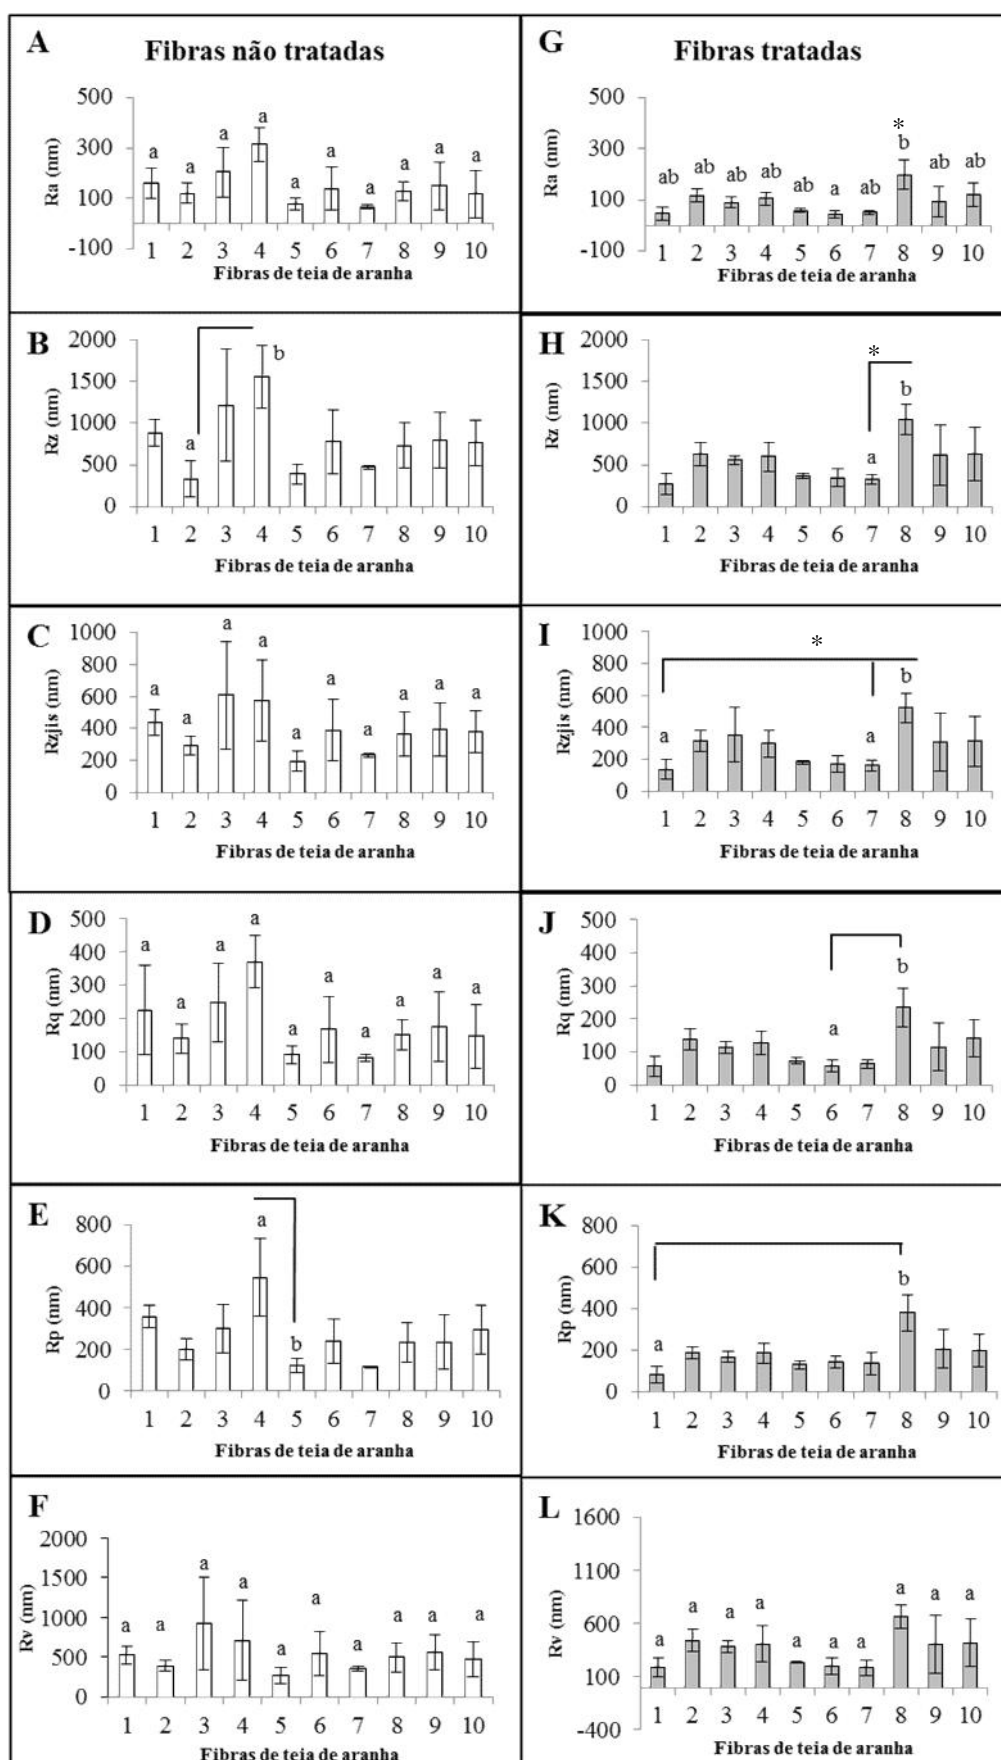 A
Fibras não tratadas
500
300
100
-100
Ra (nm)
a a a a a a a a a a
1 2 3 4 5 6 7 8 9 10
Fibras de teia de aranha
G
Fibras tratadas
500
300
100
-100
Ra (nm)
*
ab ab ab ab ab a ab b ab ab
1 2 3 4 5 6 7 8 9 10
Fibras de teia de aranha
B
2000
1500
1000
500
0
Rz (nm)
a b
1 2 3 4 5 6 7 8 9 10
Fibras de teia de aranha
H
2000
1500
1000
500
0
Rz (nm)
*
a b
1 2 3 4 5 6 7 8 9 10
Fibras de teia de aranha
C
1000
800
600
400
200
0
Rzjis (nm)
a a a a a a a a a a
1 2 3 4 5 6 7 8 9 10
Fibras de teia de aranha
I
1000
800
600
400
200
0
Rzjis (nm)
*
a a b
1 2 3 4 5 6 7 8 9 10
Fibras de teia de aranha
D
500
400
300
200
100
0
Rq (nm)
a a a a a a a a a a
1 2 3 4 5 6 7 8 9 10
Fibras de teia de aranha
J
500
400
300
200
100
0
Rq (nm)
a b
1 2 3 4 5 6 7 8 9 10
Fibras de teia de aranha
E
800
600
400
200
0
Rp (nm)
a b
1 2 3 4 5 6 7 8 9 10
Fibras de teia de aranha
K
800
600
400
200
0
Rp (nm)
a b
1 2 3 4 5 6 7 8 9 10
Fibras de teia de aranha
F
2000
1500
1000
500
0
Rv (nm)
a a a a a a a a a a
1 2 3 4 5 6 7 8 9 10
Fibras de teia de aranha
L
1600
1100
600
100
-400
Rv (nm)
a a a a a a a a a a
1 2 3 4 5 6 7 8 9 10
Fibras de teia de aranha